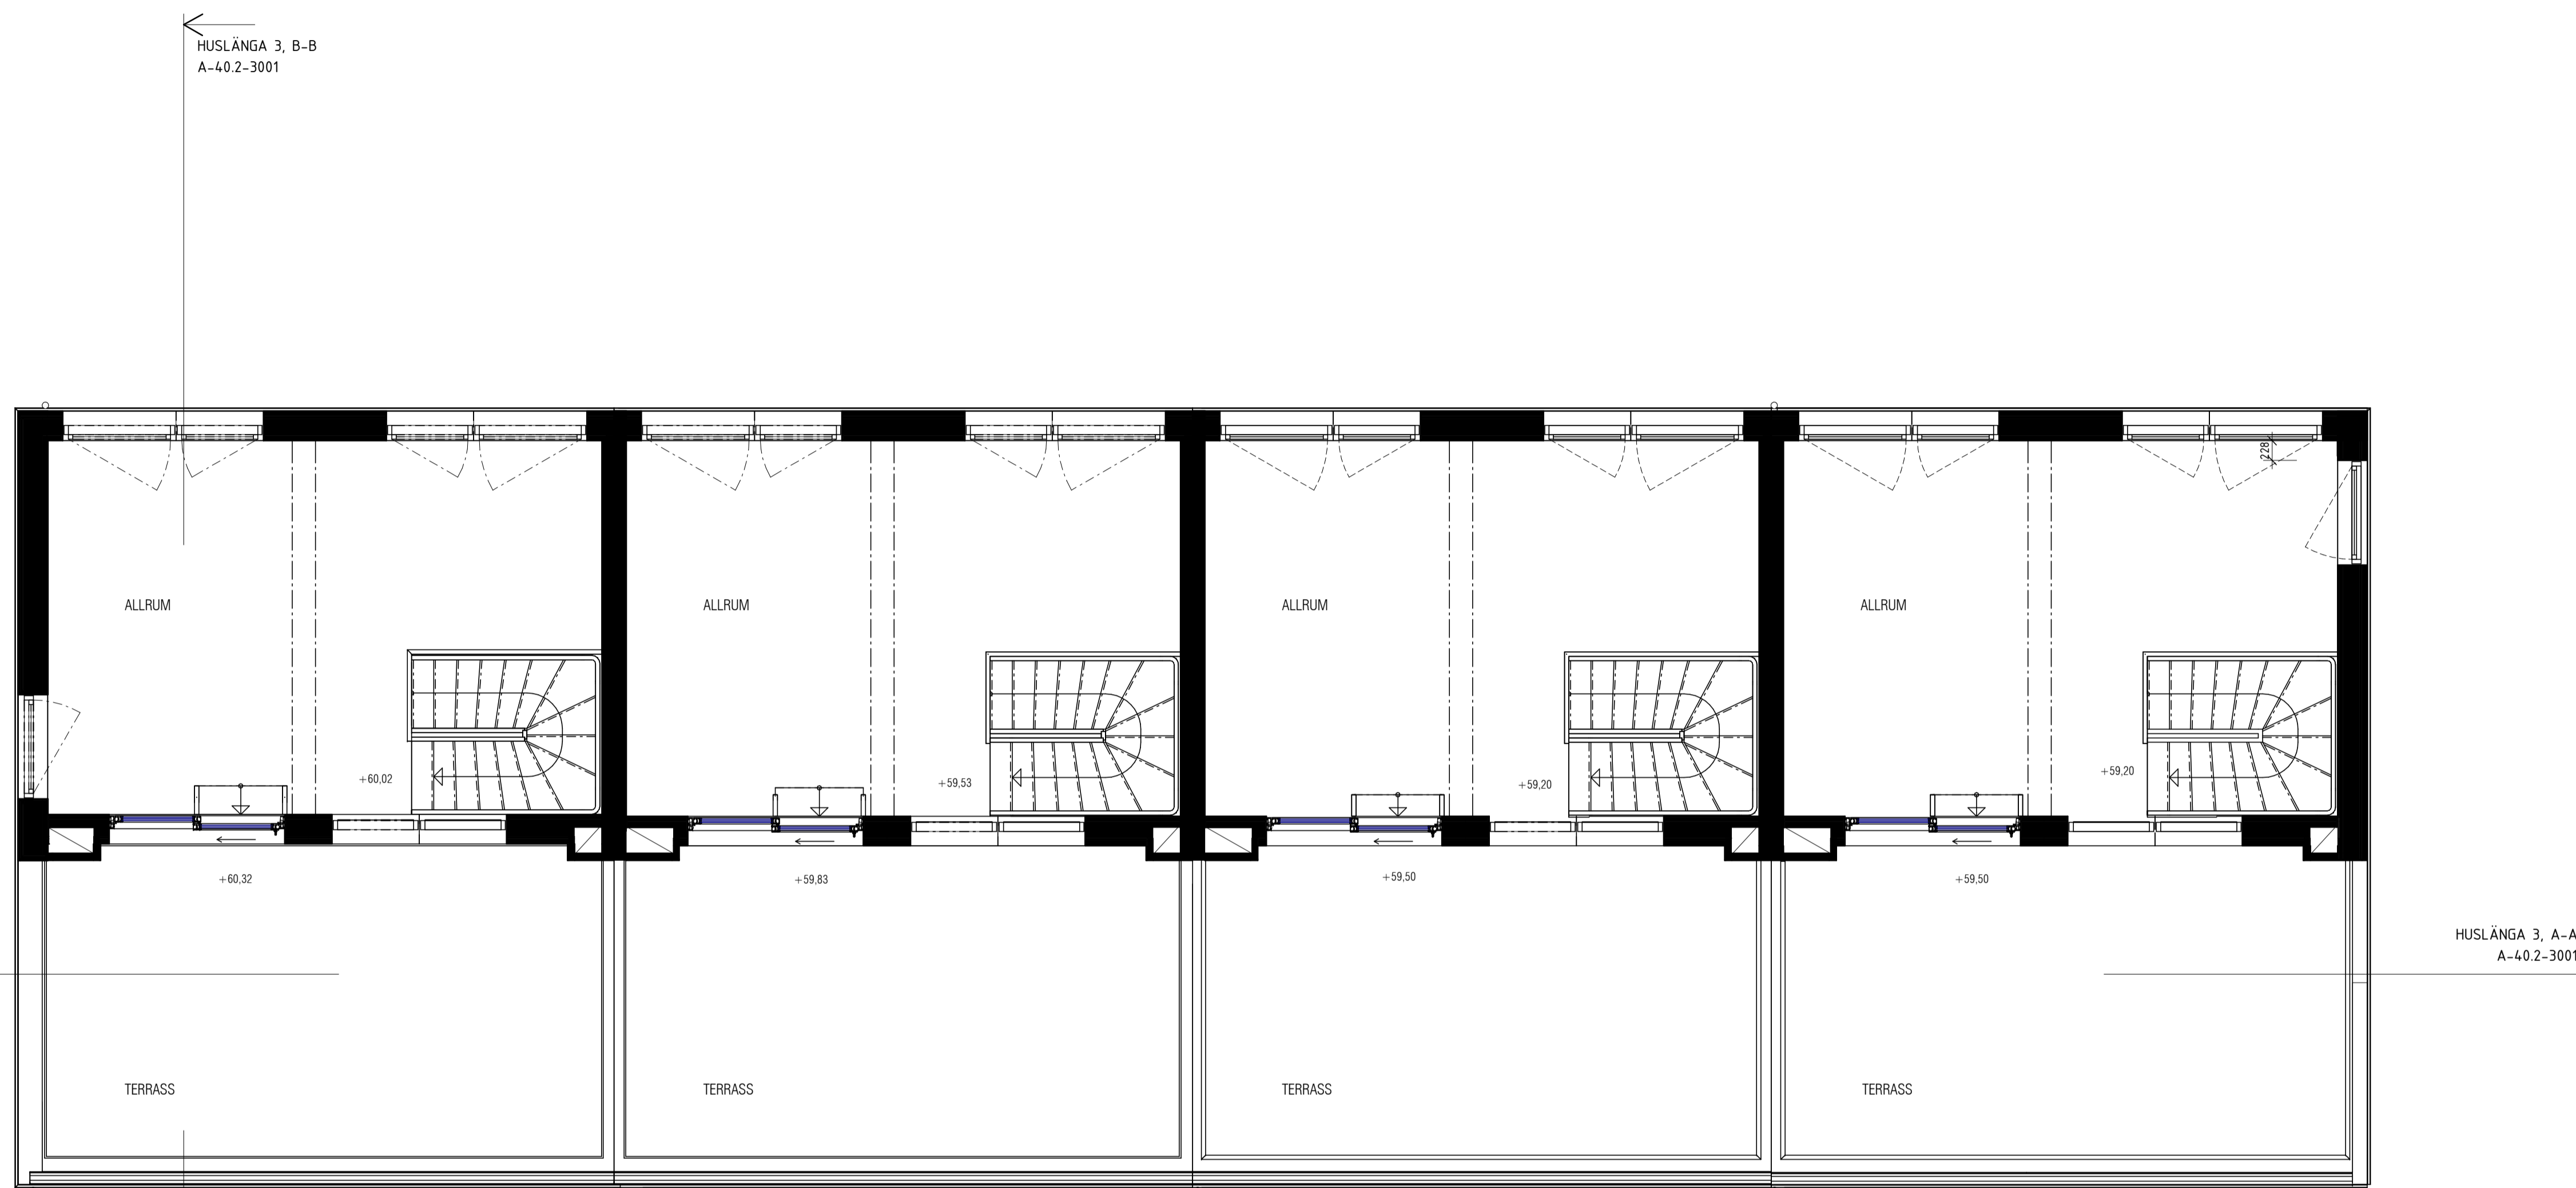 HUSLÄNGA 3, B-B
A-40.2-3001
228
ALLRUM
ALLRUM
ALLRUM
ALLRUM
+60,02
+59,53
+59,20
+59,20
+60,32
+59,83
+59,50
+59,50
HUSLÄNGA 3, A-A
A-40.2-3001
TERRASS
TERRASS
TERRASS
TERRASS